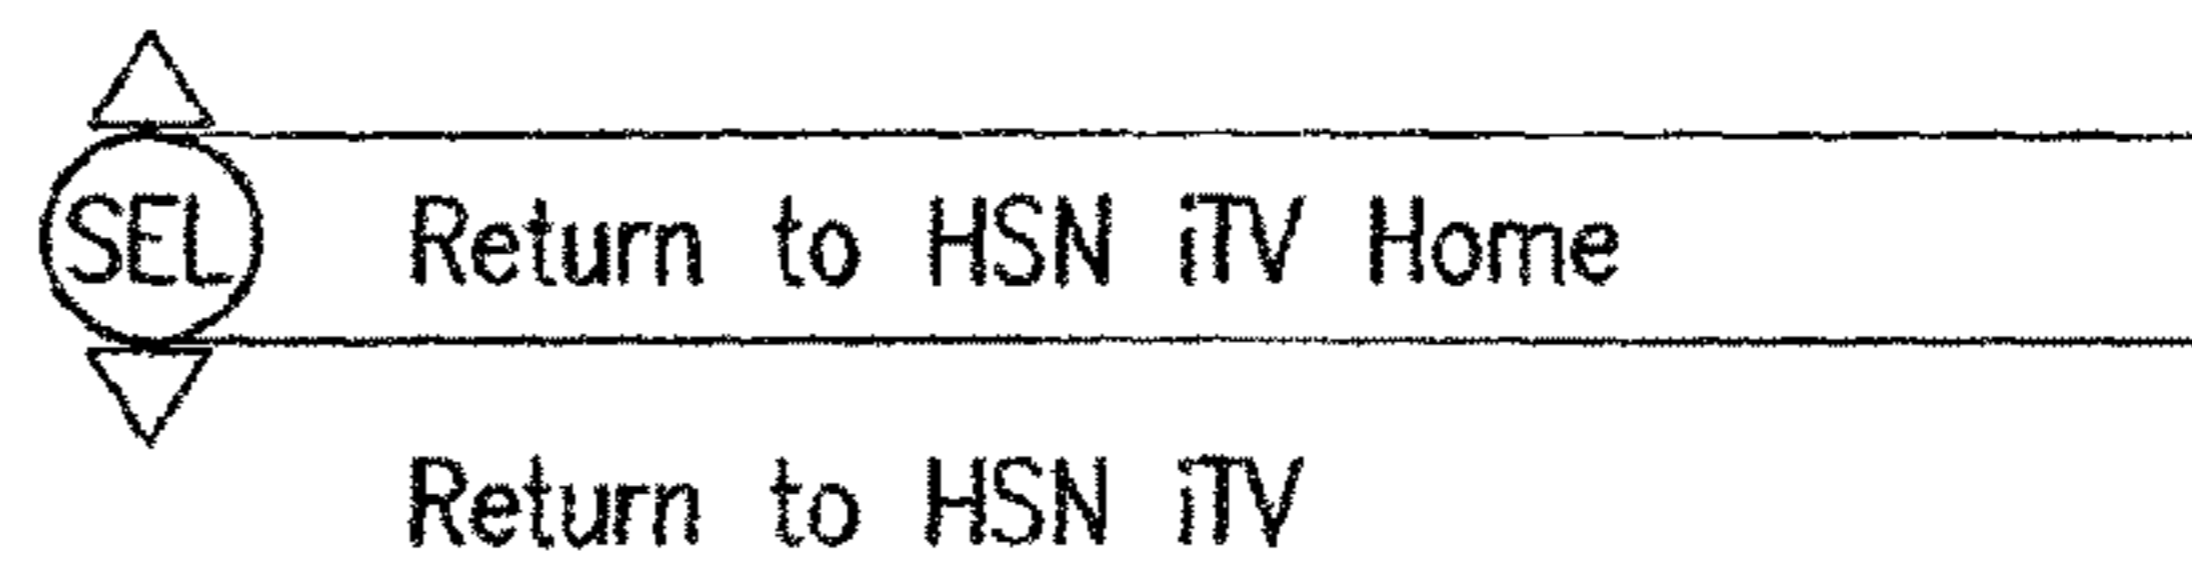 SEL Return to HSN iTV Home
Return to HSN iTV